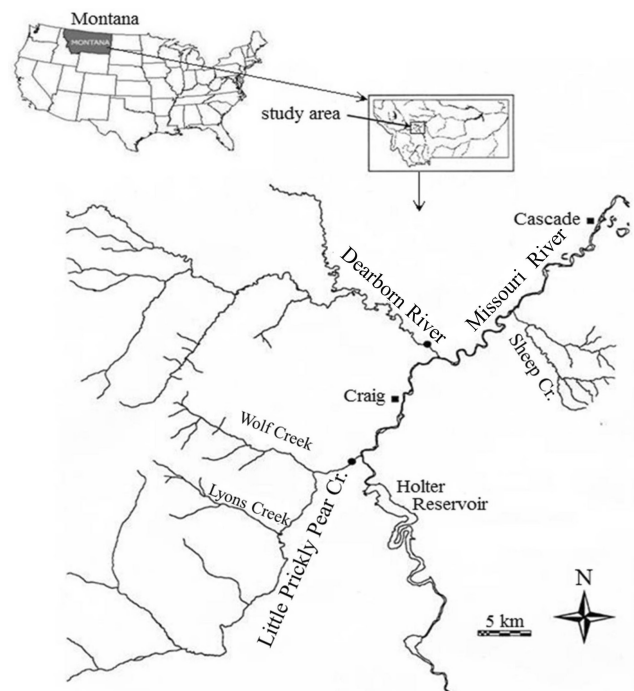 Montana
MONTANA
study area
Cascade
Missouri River
Dearborn River
Sheep Cr.
Craig
Wolf Creek
Lyons Creek
Little Prickly Pear Cr.
Holter
Reservoir
N
5 km